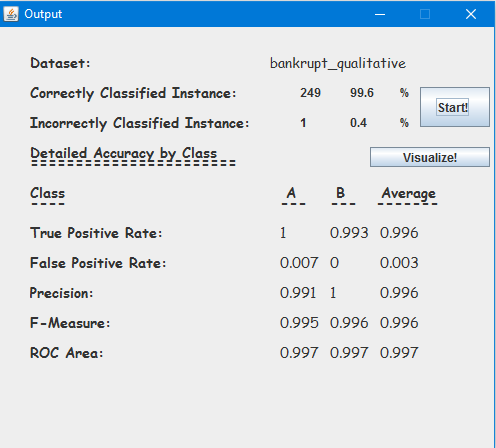 Output
Dataset: bankrupt_qualitative
Correctly Classified Instance: 249 99.6 %
Start!
Incorrectly Classified Instance: 1 0.4 %
Detailed Accuracy by Class
Visualize!
Class A B Average
True Positive Rate: 1 0.993 0.996
False Positive Rate: 0.007 0 0.003
Precision: 0.991 1 0.996
F-Measure: 0.995 0.996 0.996
ROC Area: 0.997 0.997 0.997